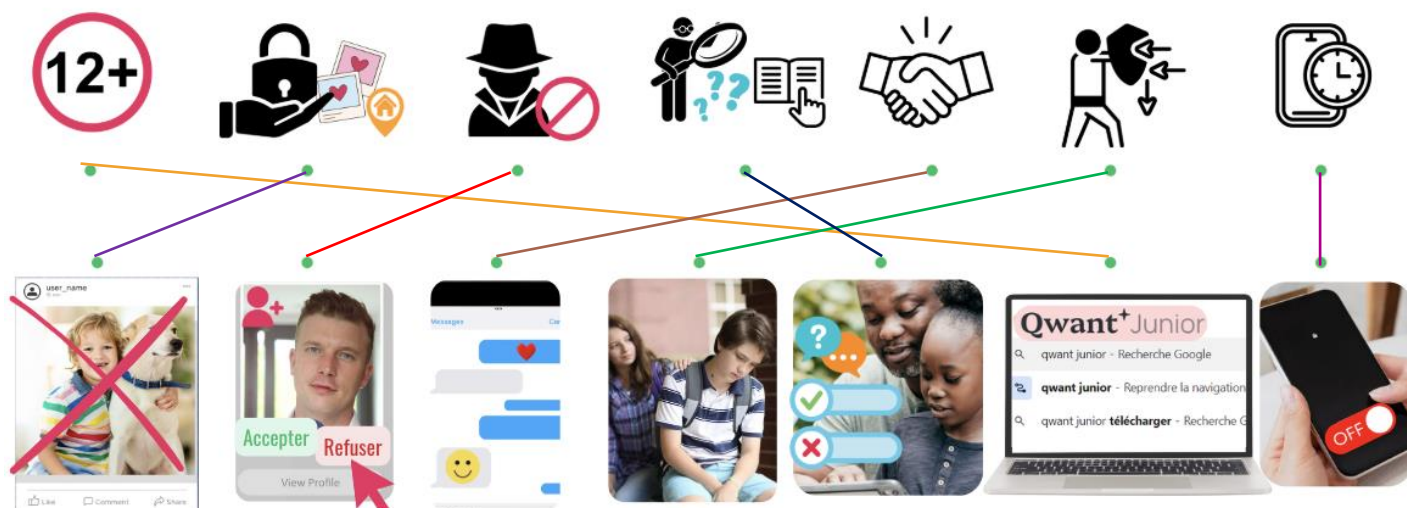 12+
user_name
Like Comment Share
Accepter
Refuser
View Profile
Messages
Qwant+Junior
qwant junior - Recherche Google
qwant junior - Reprendre la navigation
qwant junior télécharger - Recherche G
OFF